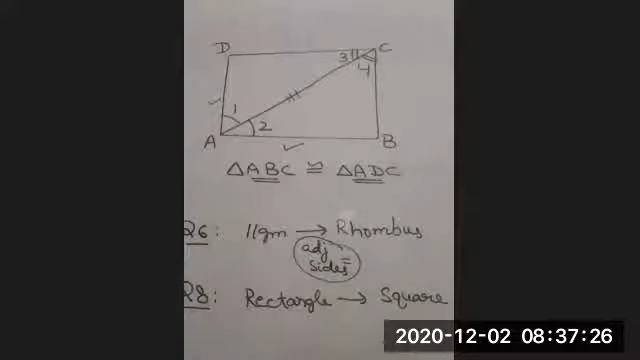 D
C
3
4
1
2
A
B
△ABC ≅ △ADC
Q6: ||gm → Rhombus
adj
sides =
Q8: Rectangle → Square
2020-12-02 08:37:26